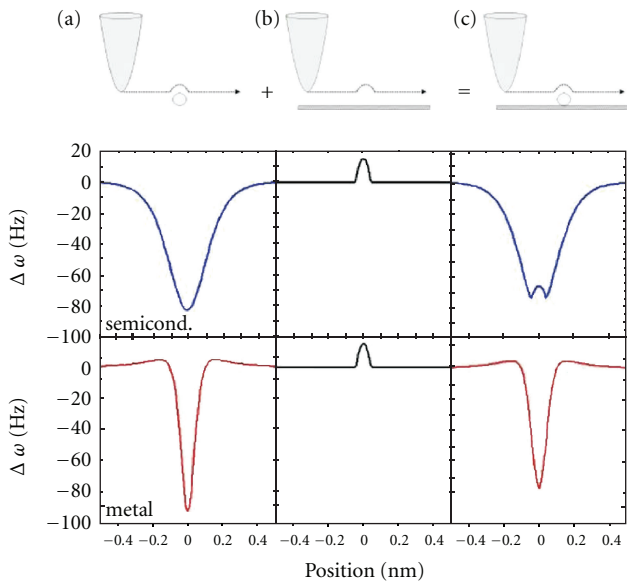 (a) (b) (c)
+ =
20
0
−20
−40
−60
−80
−100
Δ ω (Hz)
semicond.
0
−20
−40
−60
−80
−100
Δ ω (Hz)
metal
−0.4 −0.2 0 0.2 0.4 −0.4 −0.2 0 0.2 0.4 −0.4 −0.2 0 0.2 0.4
Position (nm)